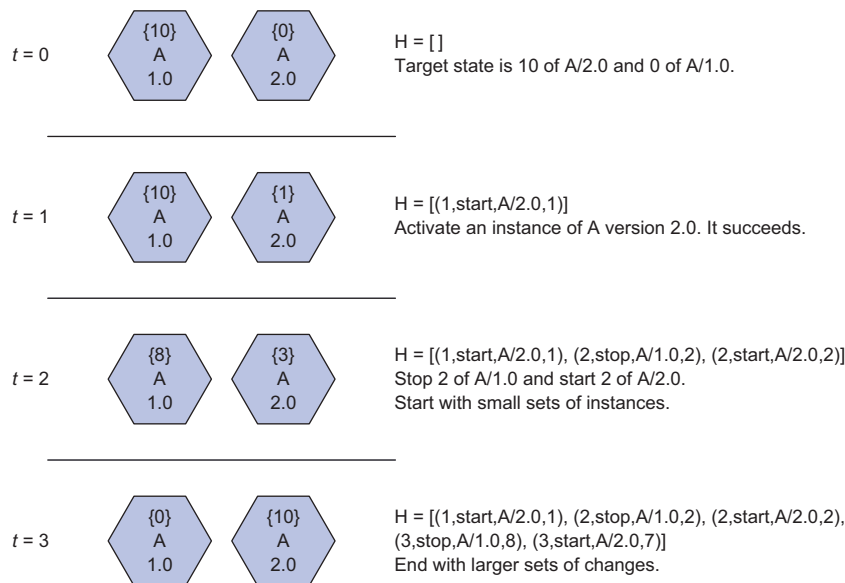 t = 0
{10}
A
1.0
{0}
A
2.0
H = [ ]
Target state is 10 of A/2.0 and 0 of A/1.0.
t = 1
{10}
A
1.0
{1}
A
2.0
H = [(1,start,A/2.0,1)]
Activate an instance of A version 2.0. It succeeds.
t = 2
{8}
A
1.0
{3}
A
2.0
H = [(1,start,A/2.0,1), (2,stop,A/1.0,2), (2,start,A/2.0,2)]
Stop 2 of A/1.0 and start 2 of A/2.0.
Start with small sets of instances.
t = 3
{0}
A
1.0
{10}
A
2.0
H = [(1,start,A/2.0,1), (2,stop,A/1.0,2), (2,start,A/2.0,2),
(3,stop,A/1.0,8), (3,start,A/2.0,7)]
End with larger sets of changes.